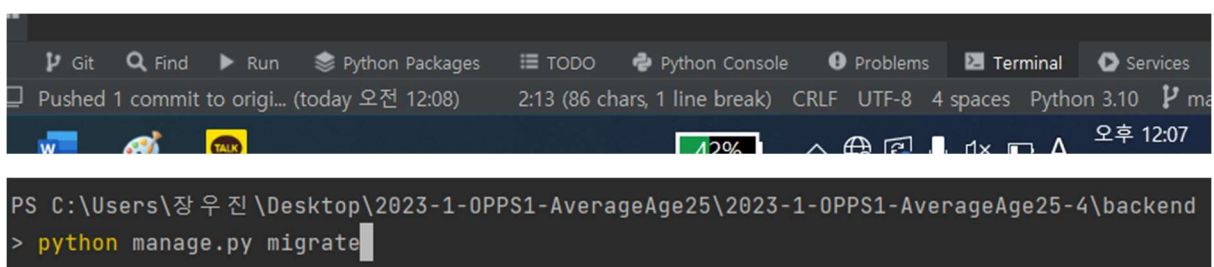 Git Find Run Python Packages TODO Python Console Problems Terminal Services
Pushed 1 commit to origi... (today 오전 12:08) 2:13 (86 chars, 1 line break) CRLF UTF-8 4 spaces Python 3.10 ma
W TALK 42% A 오후 12:07
PS C:\Users\장우진\Desktop\2023-1-OPPS1-AverageAge25\2023-1-OPPS1-AverageAge25-4\backend
> python manage.py migrate